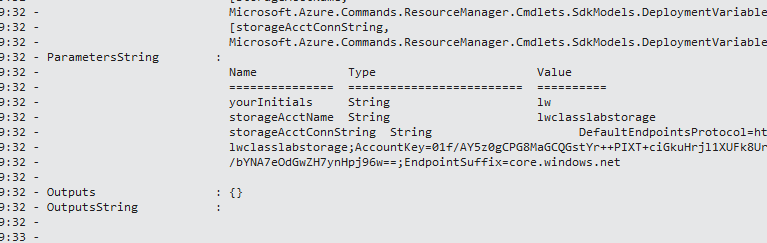 9:32 - [storageAcctName,
9:32 - Microsoft.Azure.Commands.ResourceManager.Cmdlets.SdkModels.DeploymentVariable
9:32 - [storageAcctConnString,
9:32 - Microsoft.Azure.Commands.ResourceManager.Cmdlets.SdkModels.DeploymentVariable
9:32 - ParametersString :
9:32 - Name Type Value
9:32 - =============== ========================= ==========
9:32 - yourInitials String lw
9:32 - storageAcctName String lwclasslabstorage
9:32 - storageAcctConnString String DefaultEndpointsProtocol=ht
9:32 - lwclasslabstorage;AccountKey=01f/AY5z0gCPG8MaGCQGstYr++PIXT+ciGkuHrjl1XUFk8Ur
9:32 - /bYNA7eOdGwZH7ynHpj96w==;EndpointSuffix=core.windows.net
9:32 -
9:32 - Outputs : {}
9:32 - OutputsString :
9:32 -
9:33 -